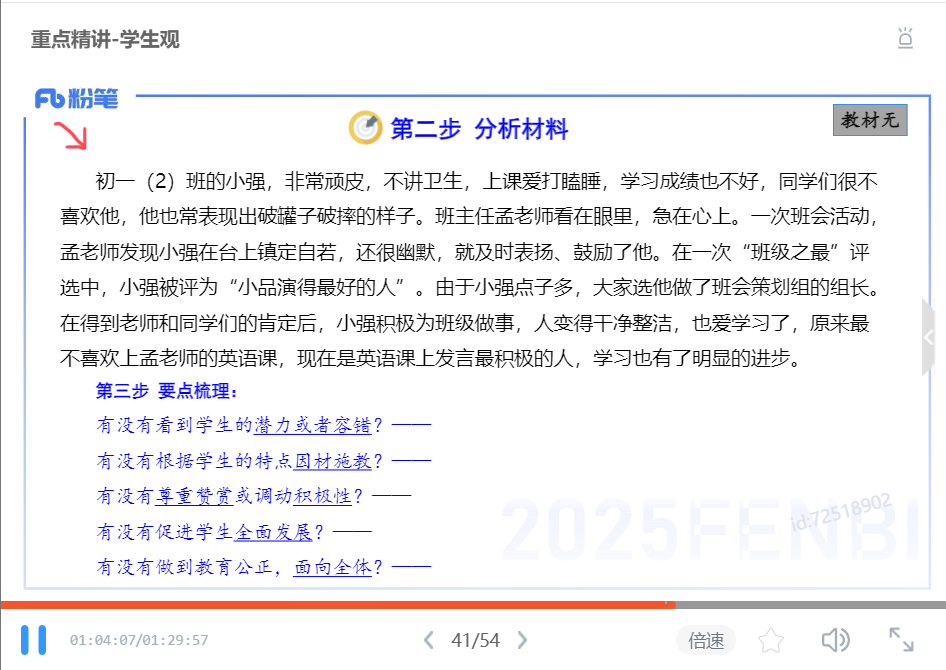 重点精讲-学生观
粉笔
第二步 分析材料
教材无
初一（2）班的小强，非常顽皮，不讲卫生，上课爱打瞌睡，学习成绩也不好，同学们很不
喜欢他，他也常表现出破罐子破摔的样子。班主任孟老师看在眼里，急在心上。一次班会活动，
孟老师发现小强在台上镇定自若，还很幽默，就及时表扬、鼓励了他。在一次“班级之最”评
选中，小强被评为“小品演得最好的人”。由于小强点子多，大家选他做了班会策划组的组长。
在得到老师和同学们的肯定后，小强积极为班级做事，人变得干净整洁，也爱学习了，原来最
不喜欢上孟老师的英语课，现在是英语课上发言最积极的人，学习也有了明显的进步。
第三步 要点梳理：
有没有看到学生的潜力或者容错？——
有没有根据学生的特点因材施教？——
有没有尊重赞赏或调动积极性？——
有没有促进学生全面发展？——
有没有做到教育公正，面向全体？——
2025FENBI
id:72518902
01:04:07/01:29:57
41/54
倍速